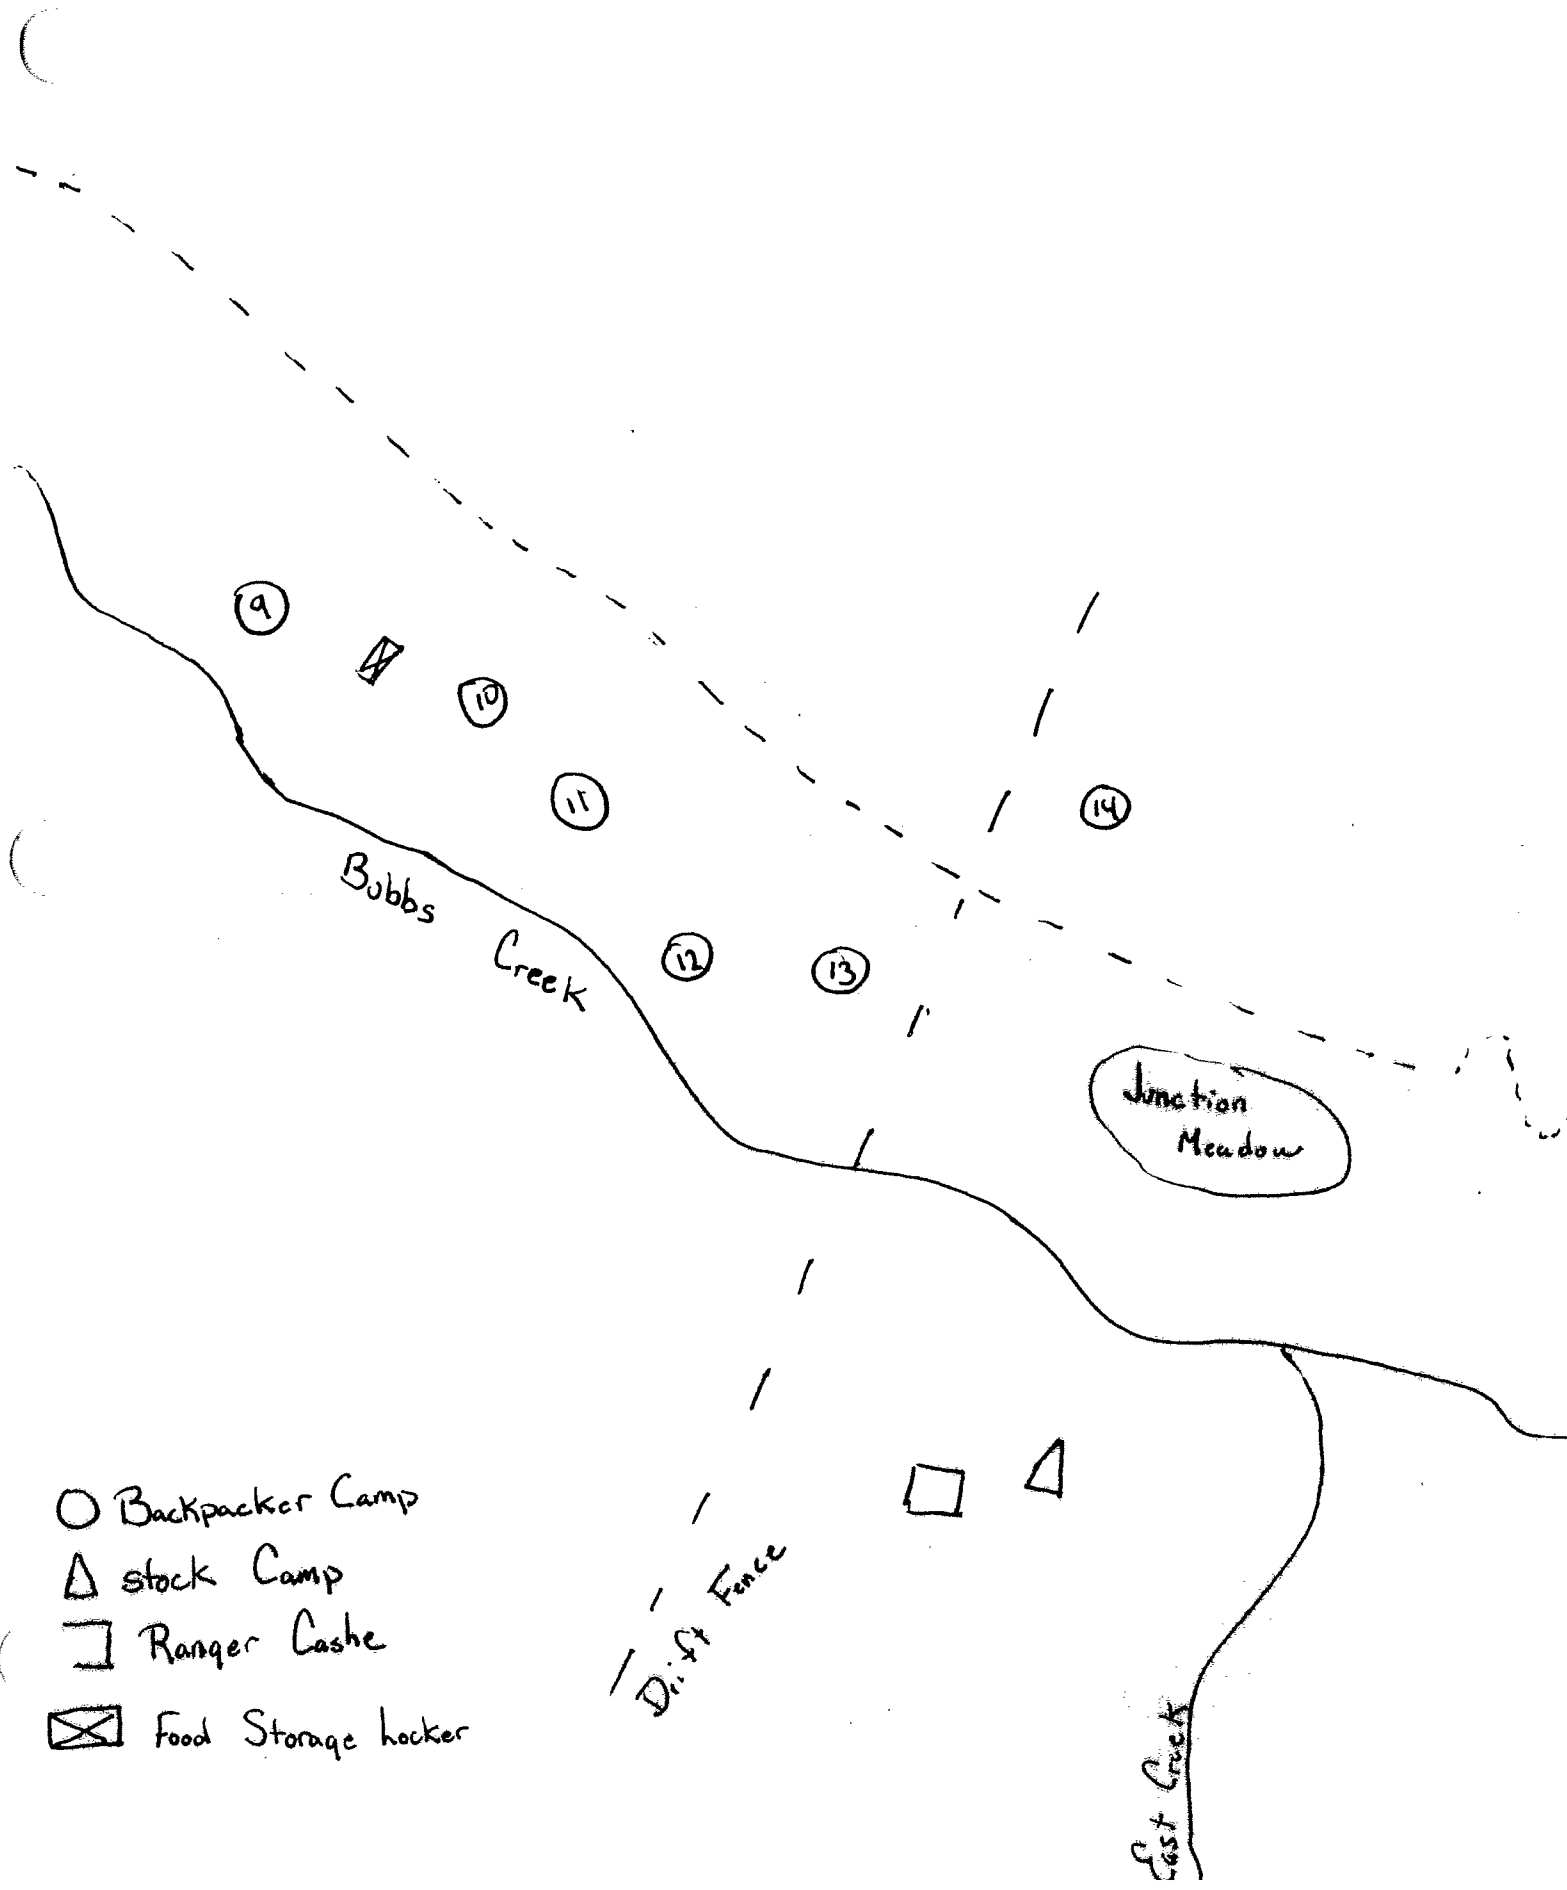 9
10
11
14
Bubbs
Creek
12
13
Junction
Meadow
Drift Fence
East Creek
Backpacker Camp
Stock Camp
Ranger Cashe
Food Storage Locker